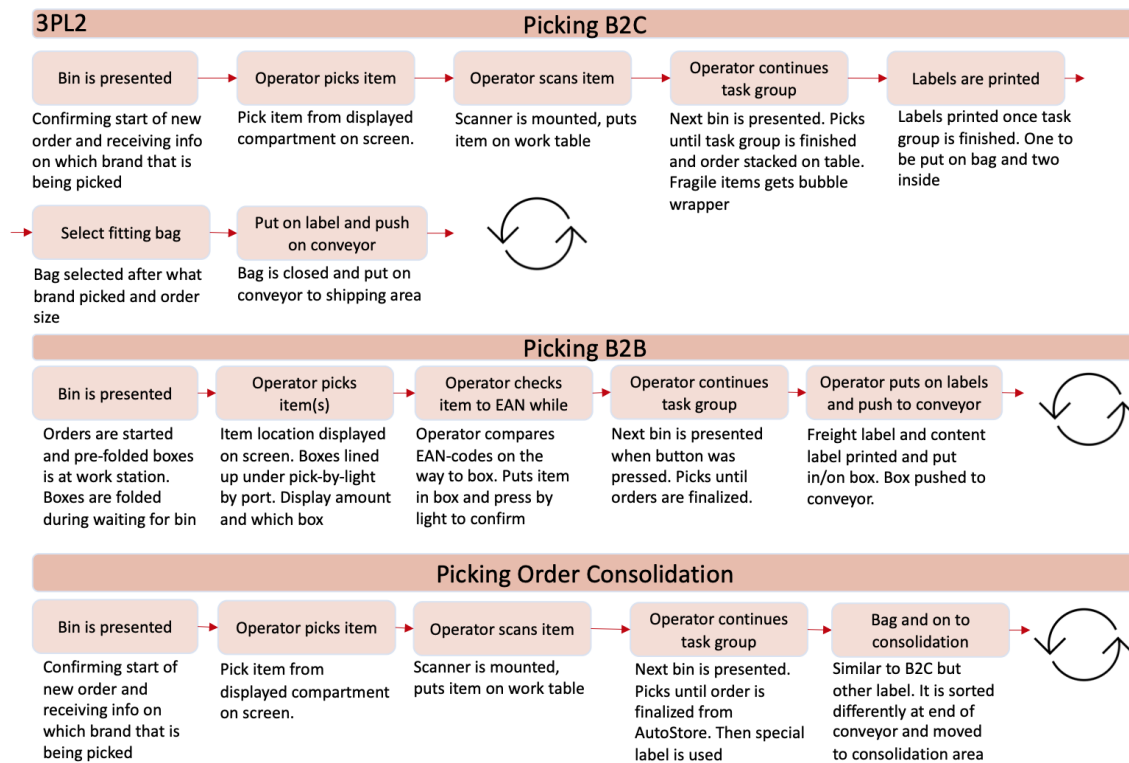 3PL2
Picking B2C
Bin is presented
Confirming start of
new order and
receiving info
on which brand that is
being picked
Operator picks item
Pick item from displayed
compartment on screen.
Operator scans item
Scanner is mounted, puts
item on work table
Operator continues
task group
Next bin is presented. Picks
until task group is finished
and order stacked on table.
Fragile items gets bubble
wrapper
Labels are printed
Labels printed once task
group is finished. One to
be put on bag and two
inside
Select fitting bag
Bag selected after what
brand picked and order
size
Put on label and push
on conveyor
Bag is closed and put on
conveyor to shipping area
Picking B2B
Bin is presented
Orders are started
and pre-folded boxes
is at work station.
Boxes are folded
during waiting for bin
Operator picks
item(s)
Item location displayed
on screen. Boxes lined
up under pick-by-light
by port. Display amount
and which box
Operator checks
item to EAN while
Operator compares
EAN-codes on the
way to box. Puts item
in box and press by
light to confirm
Operator continues
task group
Next bin is presented
when button was
pressed. Picks until
orders are finalized.
Operator puts on labels
and push to conveyor
Freight label and content
label printed and put
in/on box. Box pushed to
conveyor.
Picking Order Consolidation
Bin is presented
Confirming start of
new order and
receiving info on
which brand that is
being picked
Operator picks item
Pick item from
displayed compartment
on screen.
Operator scans item
Scanner is mounted,
puts item on work table
Operator continues
task group
Next bin is presented.
Picks until order is
finalized from
AutoStore. Then special
label is used
Bag and on to
consolidation
Similar to B2C but
other label. It is sorted
differently at end of
conveyor and moved
to consolidation area